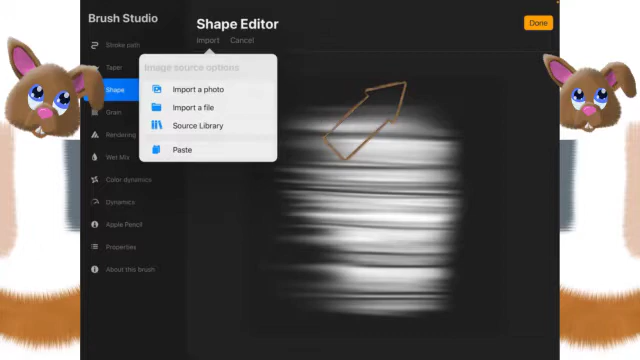 Brush Studio
Shape Editor
Done
Import
Cancel
Stroke path
Taper
Shape
Grain
Rendering
Wet Mix
Color dynamics
Dynamics
Apple Pencil
Properties
About this brush
Image source options
Import a photo
Import a file
Source Library
Paste